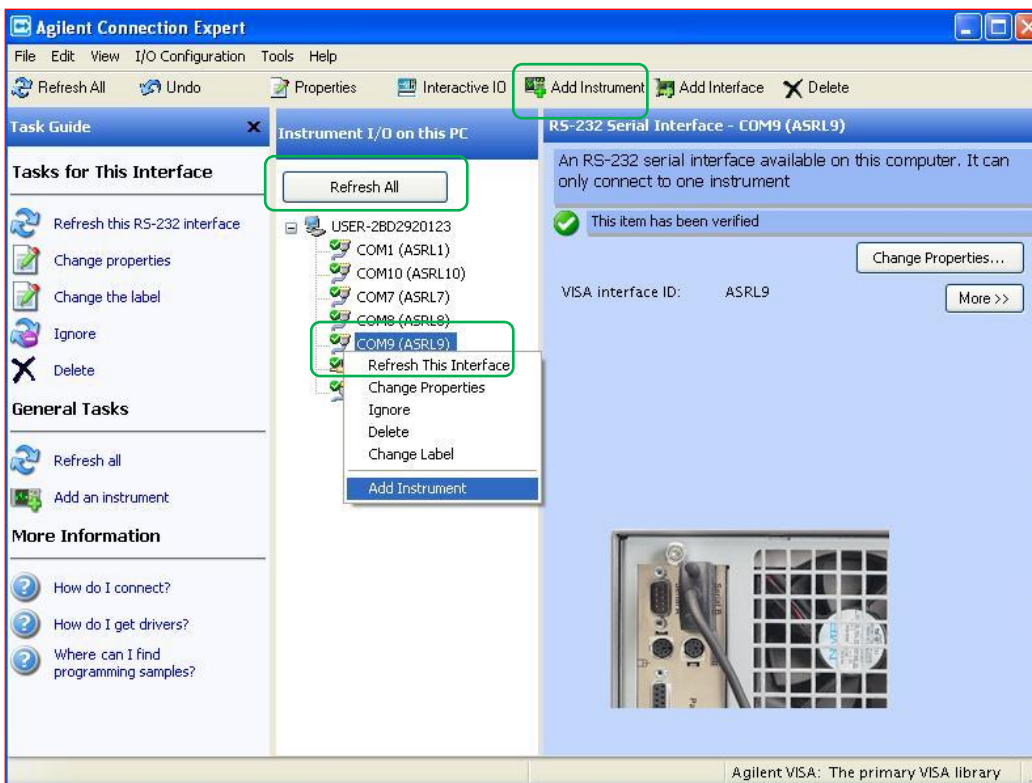 Agilent Connection Expert
File Edit View I/O Configuration Tools Help
Refresh All Undo Properties Interactive IO Add Instrument Add Interface Delete
Task Guide
Tasks for This Interface
Refresh this RS-232 interface
Change properties
Change the label
Ignore
Delete
General Tasks
Refresh all
Add an instrument
More Information
How do I connect?
How do I get drivers?
Where can I find
programming samples?
Instrument I/O on this PC
Refresh All
USER-2BD2920123
COM1 (ASRL1)
COM10 (ASRL10)
COM7 (ASRL7)
COM8 (ASRL8)
COM9 (ASRL9)
Refresh This Interface
Change Properties
Ignore
Delete
Change Label
Add Instrument
RS-232 Serial Interface - COM9 (ASRL9)
An RS-232 serial interface available on this computer. It can
only connect to one instrument
This item has been verified
Change Properties...
VISA interface ID: ASRL9
More >>
Serial B
Agilent VISA: The primary VISA library